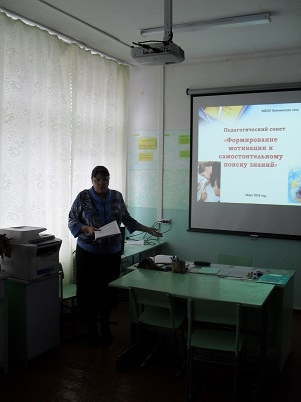 Педагогический совет
«Формирование
мотивации к
самостоятельному
поиску знаний»